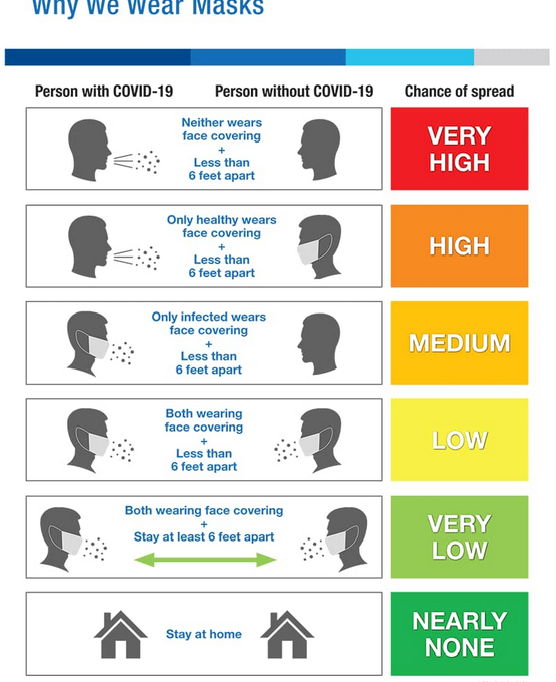 Why We Wear Masks
Person with COVID-19
Person without COVID-19
Chance of spread
Neither wears
face covering
+
Less than
6 feet apart
VERY
HIGH
Only healthy wears
face covering
+
Less than
6 feet apart
HIGH
Only infected wears
face covering
+
Less than
6 feet apart
MEDIUM
Both wearing
face covering
+
Less than
6 feet apart
LOW
Both wearing face covering
+
Stay at least 6 feet apart
VERY
LOW
Stay at home
NEARLY
NONE